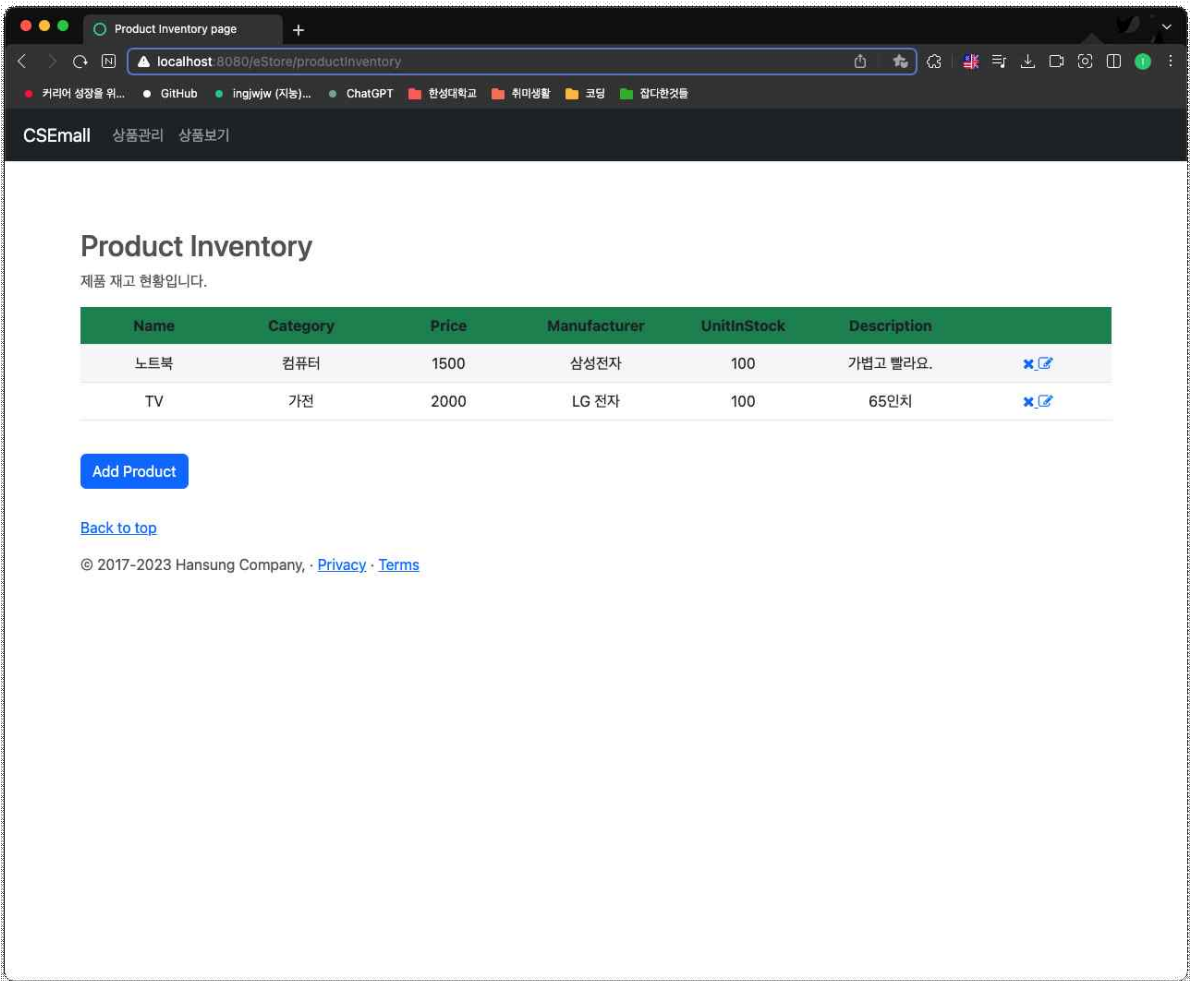 Product Inventory page
localhost:8080/eStore/productInventory
커리어 성장을 위... GitHub ingjwjw (지농)... ChatGPT 한성대학교 취미생활 코딩 잡다한것들
CSEmall 상품관리 상품보기
Product Inventory
제품 재고 현황입니다.
Name Category Price Manufacturer UnitInStock Description
노트북 컴퓨터 1500 삼성전자 100 가볍고 빨라요.
TV 가전 2000 LG 전자 100 65인치
Add Product
Back to top
© 2017-2023 Hansung Company, · Privacy · Terms